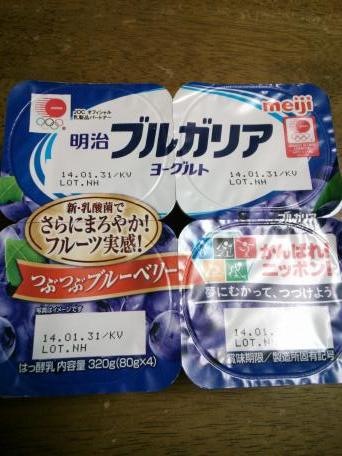 JOC オフィシャル
乳製品パートナー
meiji
明治 ブルガリア
ヨーグルト
14.01.31/KV
LOT.NH
14.01.31/KV
LOT.NH
新・乳酸菌で
さらにまろやか!
フルーツ実感!
つぶつぶブルーベリー
写真はイメージです
14.01.31/KV
LOT.NH
はっ酵乳 内容量 320g(80g×4)
ブルガリア
がんばれ!
ニッポン!
夢にむかって、つづけよう
14.01.
LOT.NH
賞味期限/製造所固有記号